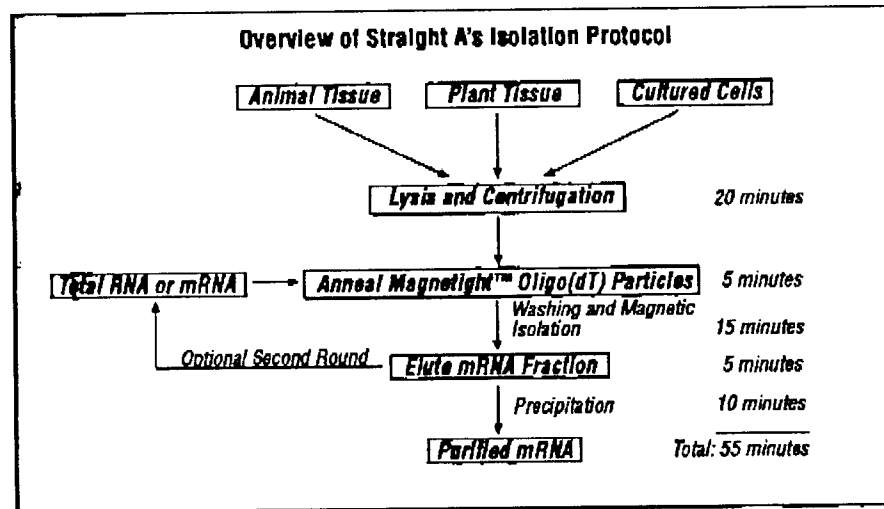 Overview of Straight A's Isolation Protocol
Animal Tissue
Plant Tissue
Cultured Cells
Lysis and Centrifugation
20 minutes
Total RNA or mRNA
Anneal Magnetight™ Oligo(dT) Particles
5 minutes
Washing and Magnetic
Isolation
15 minutes
Optional Second Round
Elute mRNA Fraction
5 minutes
Precipitation
10 minutes
Purified mRNA
Total: 55 minutes